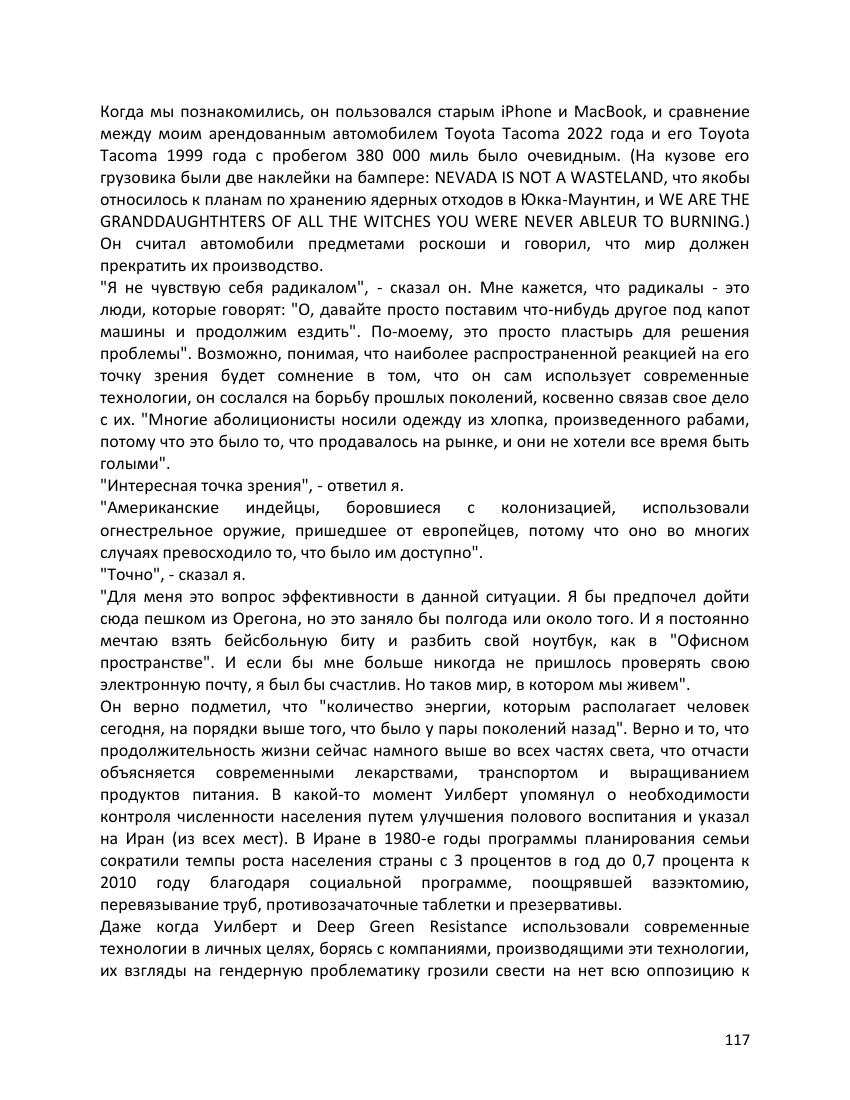 Когда мы познакомились, он пользовался старым iPhone и MacBook, и сравнение
между моим арендованным автомобилем Toyota Tacoma 2022 года и его Toyota
Tacoma 1999 года с пробегом 380 000 миль было очевидным. (На кузове его
грузовика были две наклейки на бампере: NEVADA IS NOT A WASTELAND, что якобы
относилось к планам по хранению ядерных отходов в Юкка-Маунтин, и WE ARE THE
GRANDDAUGHTHTERS OF ALL THE WITCHES YOU WERE NEVER ABLEUR TO BURNING.)
Он считал автомобили предметами роскоши и говорил, что мир должен
прекратить их производство.
"Я не чувствую себя радикалом", - сказал он. Мне кажется, что радикалы - это
люди, которые говорят: "О, давайте просто поставим что-нибудь другое под капот
машины и продолжим ездить". По-моему, это просто пластырь для решения
проблемы". Возможно, понимая, что наиболее распространенной реакцией на его
точку зрения будет сомнение в том, что он сам использует современные
технологии, он сослался на борьбу прошлых поколений, косвенно связав свое дело
с их. "Многие аболиционисты носили одежду из хлопка, произведенного рабами,
потому что это было то, что продавалось на рынке, и они не хотели все время быть
голыми".
"Интересная точка зрения", - ответил я.
"Американские индейцы, боровшиеся с колонизацией, использовали
огнестрельное оружие, пришедшее от европейцев, потому что оно во многих
случаях превосходило то, что было им доступно".
"Точно", - сказал я.
"Для меня это вопрос эффективности в данной ситуации. Я бы предпочел дойти
сюда пешком из Орегона, но это заняло бы полгода или около того. И я постоянно
мечтаю взять бейсбольную биту и разбить свой ноутбук, как в "Офисном
пространстве". И если бы мне больше никогда не пришлось проверять свою
электронную почту, я был бы счастлив. Но таков мир, в котором мы живем".
Он верно подметил, что "количество энергии, которым располагает человек
сегодня, на порядки выше того, что было у пары поколений назад". Верно и то, что
продолжительность жизни сейчас намного выше во всех частях света, что отчасти
объясняется современными лекарствами, транспортом и выращиванием
продуктов питания. В какой-то момент Уилберт упомянул о необходимости
контроля численности населения путем улучшения полового воспитания и указал
на Иран (из всех мест). В Иране в 1980-е годы программы планирования семьи
сократили темпы роста населения страны с 3 процентов в год до 0,7 процента к
2010 году благодаря социальной программе, поощрявшей вазэктомию,
перевязывание труб, противозачаточные таблетки и презервативы.
Даже когда Уилберт и Deep Green Resistance использовали современные
технологии в личных целях, борясь с компаниями, производящими эти технологии,
их взгляды на гендерную проблематику грозили свести на нет всю оппозицию к
117